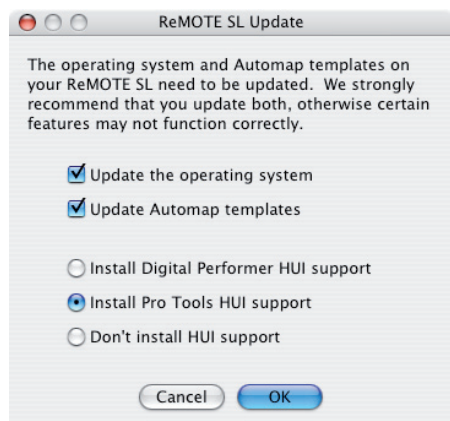 ReMOTE SL Update
The operating system and Automap templates on
your ReMOTE SL need to be updated.  We strongly
recommend that you update both, otherwise certain
features may not function correctly.
Update the operating system
Update Automap templates
Install Digital Performer HUI support
Install Pro Tools HUI support
Don't install HUI support
Cancel OK